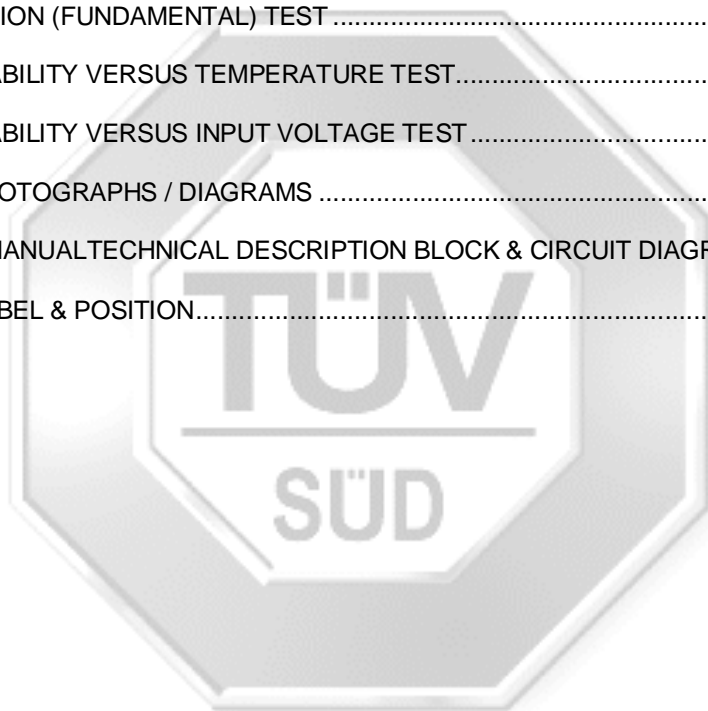 ION (FUNDAMENTAL) TEST ........................................................
ABILITY VERSUS TEMPERATURE TEST....................................
ABILITY VERSUS INPUT VOLTAGE TEST ....................................
OTOGRAPHS / DIAGRAMS ........................................................
MANUALTECHNICAL DESCRIPTION BLOCK & CIRCUIT DIAGR
BEL & POSITION..........................................................................
TÜV
SÜD